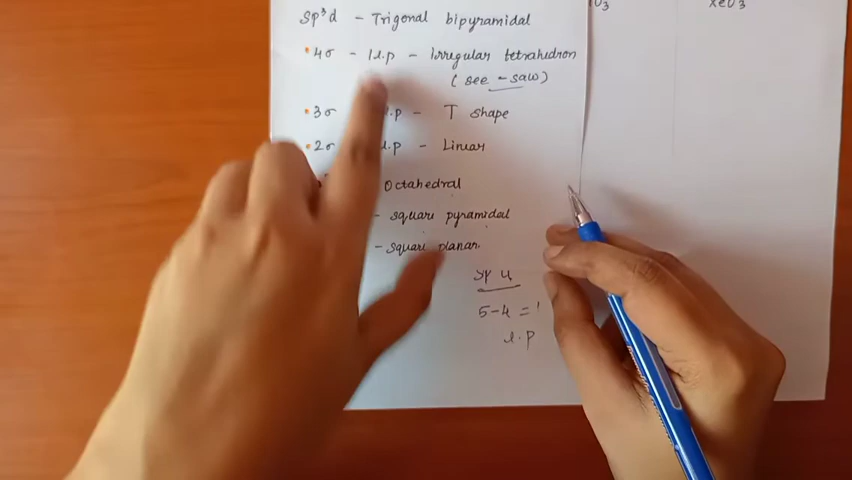 sp³d - Trigonal bipyramidal
• 4σ - 1l.p - Irregular tetrahedron
(see-saw)
• 3σ l.p - T shape
• 2σ l.p - Linear
Octahedral
- square pyramidal
- square planar
5-4 = 1
l.p
XeO₃